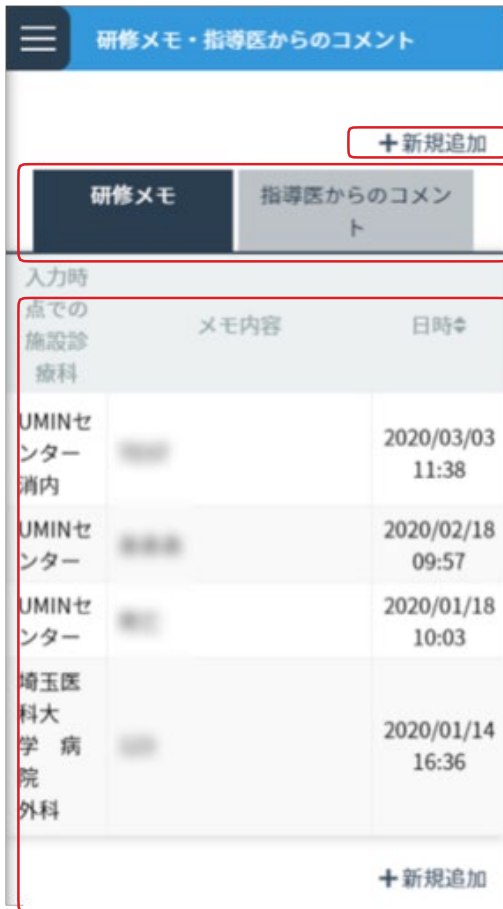 研修メモ・指導医からのコメント
+新規追加
研修メモ
指導医からのコメン
ト
入力時
点での
施設診
療科
メモ内容
日時
UMINセ
ンター
消内
2020/03/03
11:38
UMINセ
ンター
2020/02/18
09:57
UMINセ
ンター
2020/01/18
10:03
埼玉医
科大
学 病
院
外科
2020/01/14
16:36
+新規追加